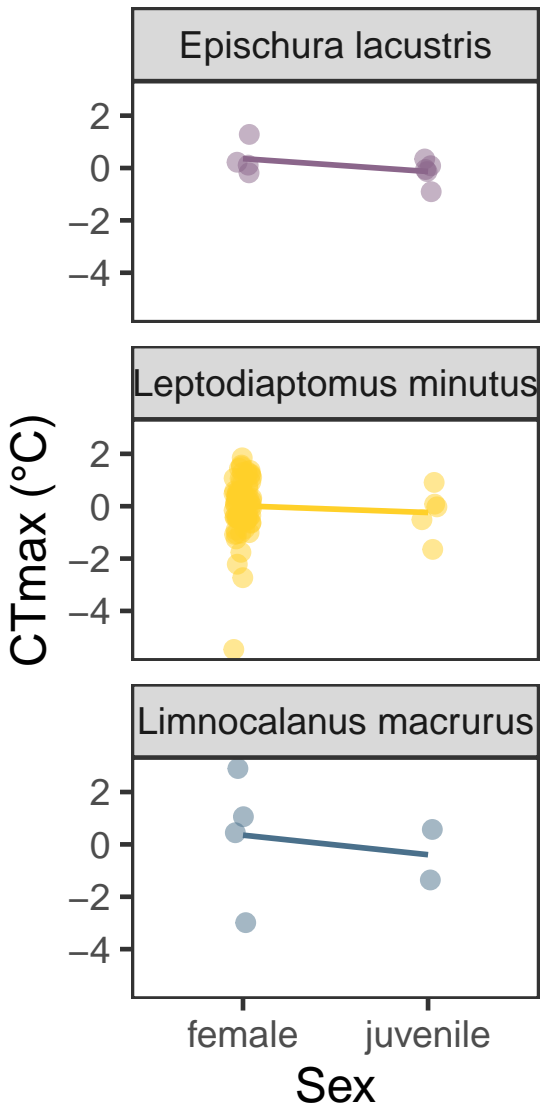 Epischura lacustris
2
0
−2
−4
Leptodiaptomus minutus
2
0
−2
−4
CTmax (°C)
Limnocalanus macrurus
2
0
−2
−4
female juvenile
Sex